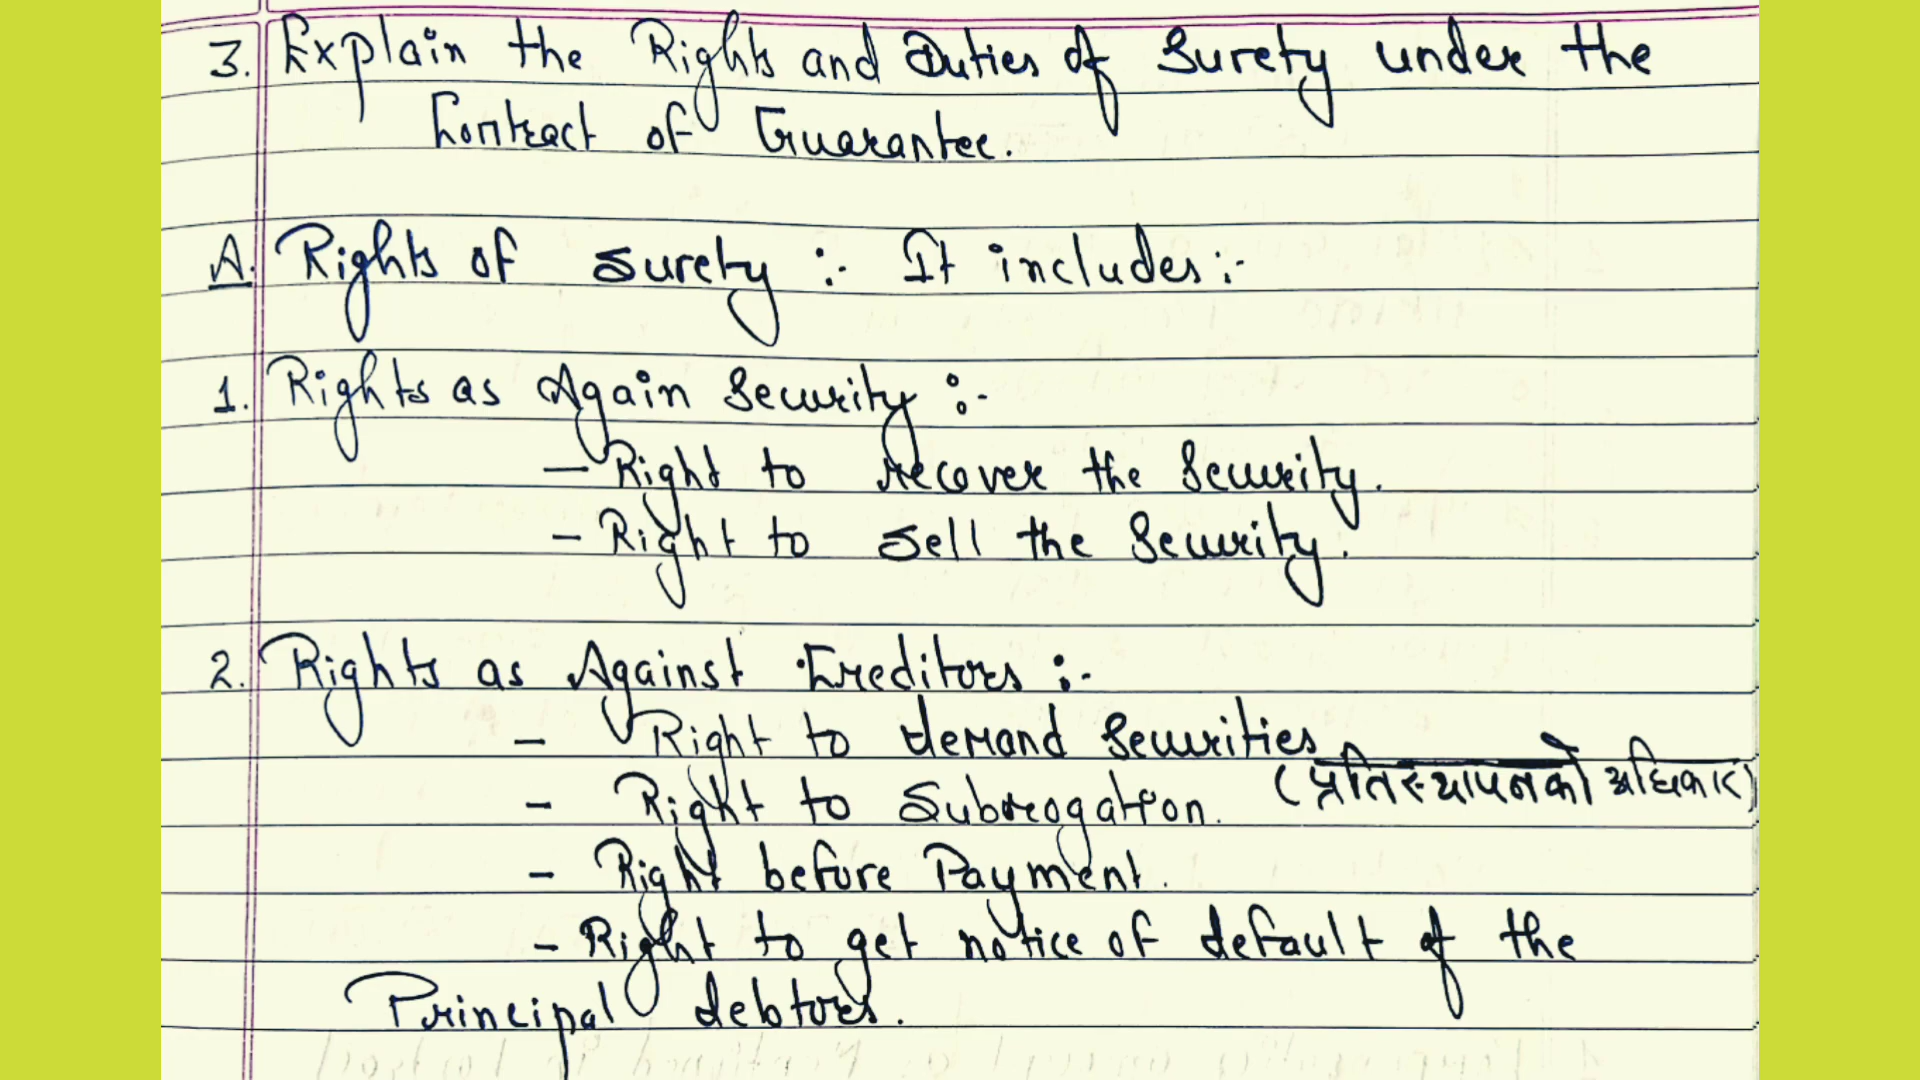 3. Explain the Rights and Duties of Surety under the
Contract of Guarantee.
A. Rights of Surety :- It includes :-
1. Rights as Again Security :-
- Right to recover the Security.
- Right to sell the Security.
2. Rights as Against Creditors :-
- Right to demand Securities
- Right to Subrogation. (प्रतिस्थापनको अधिकार)
- Right before Payment.
- Right to get notice of default of the
Principal debtors.